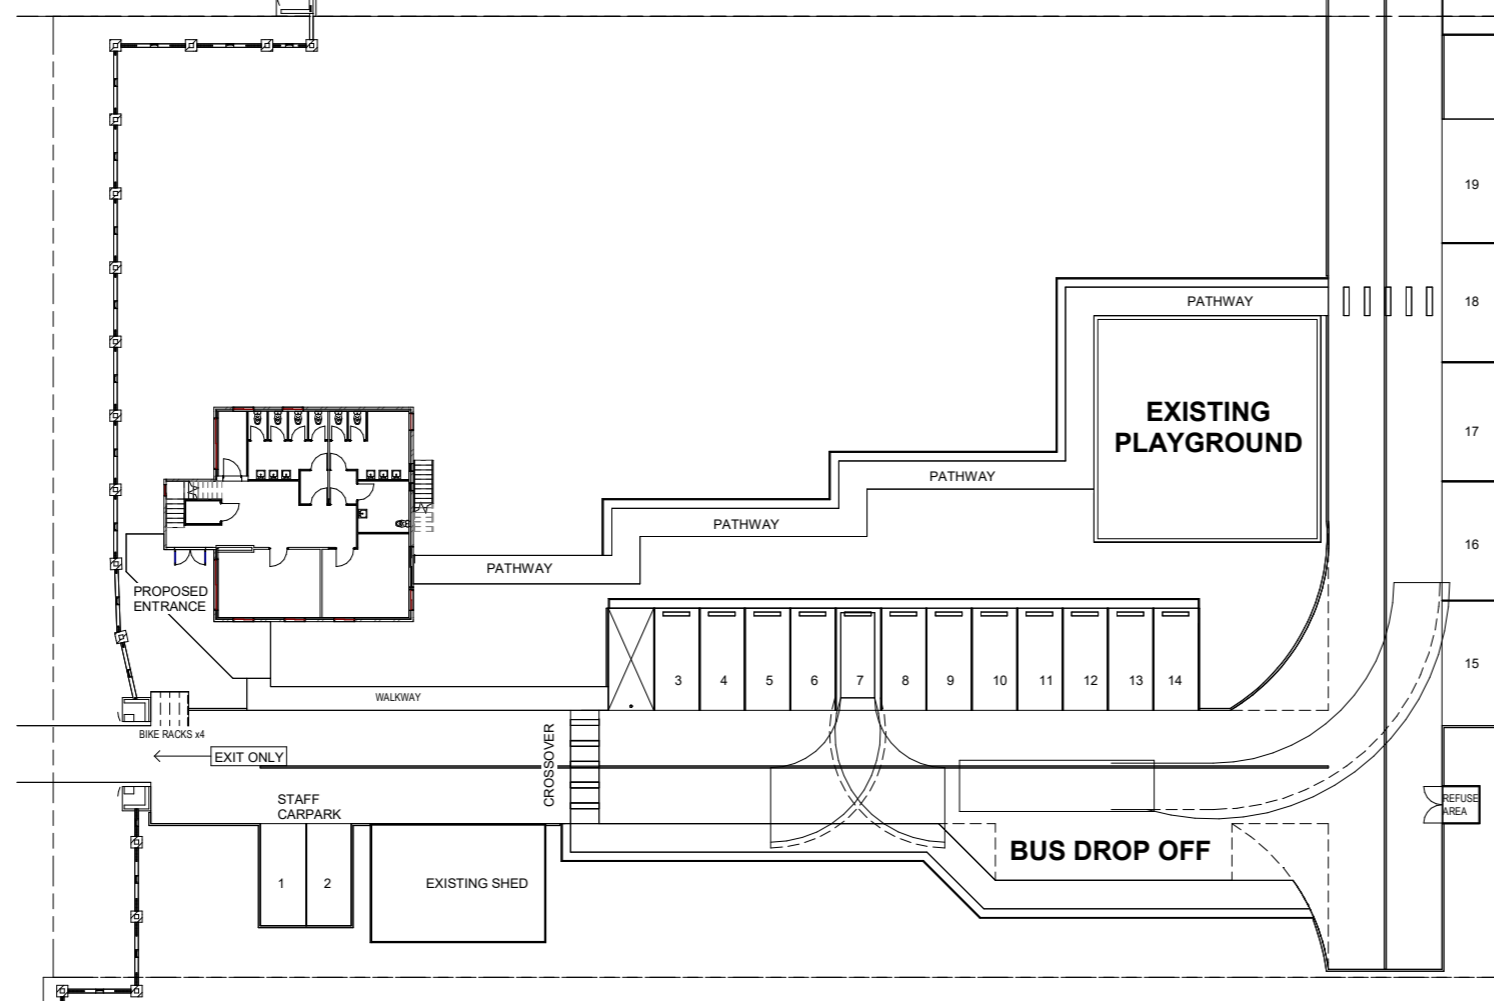 19
PATHWAY
18
EXISTING
PLAYGROUND
17
PATHWAY
PATHWAY
16
PATHWAY
PROPOSED
ENTRANCE
15
3 4 5 6 7 8 9 10 11 12 13 14
WALKWAY
BIKE RACKS x4
EXIT ONLY
CROSSOVER
STAFF
CARPARK
REFUSE
AREA
BUS DROP OFF
1 2
EXISTING SHED